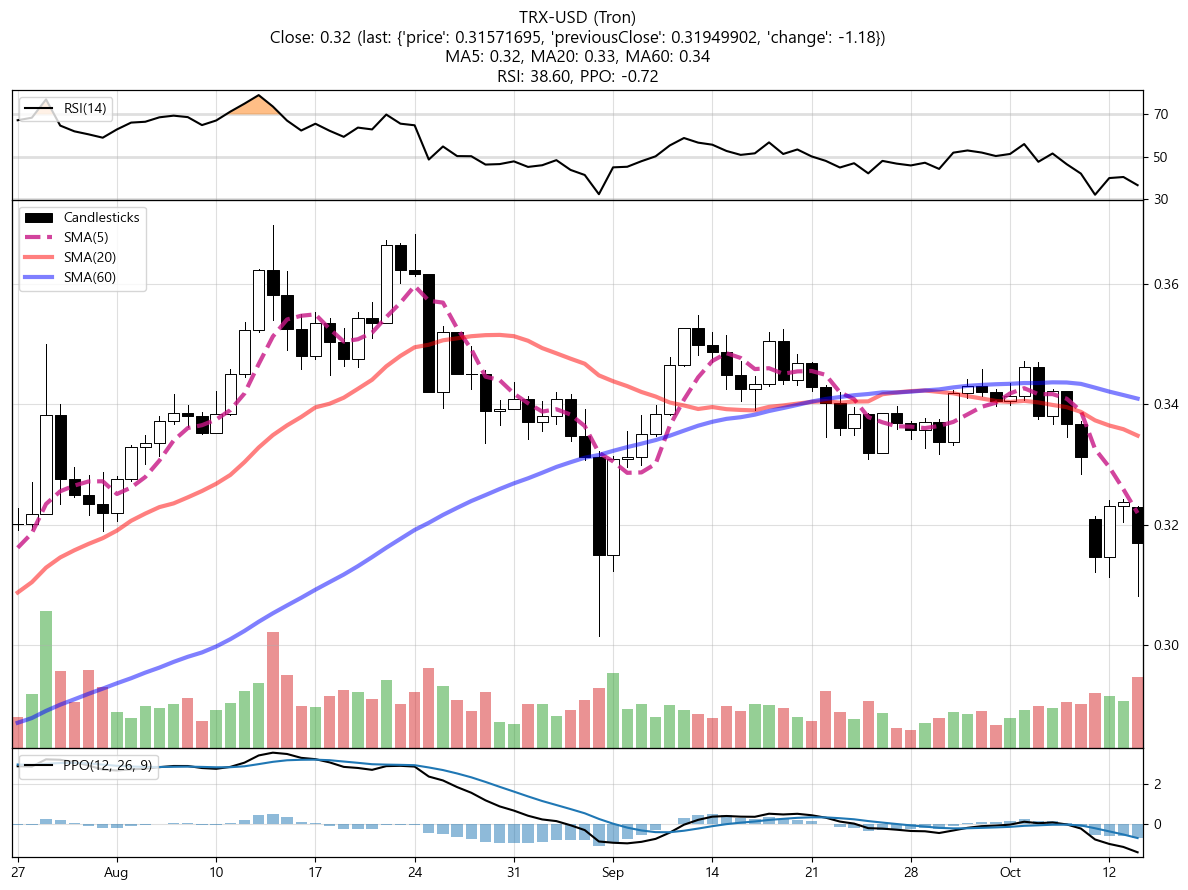 TRX-USD (Tron)
Close: 0.32 (last: {'price': 0.31571695, 'previousClose': 0.31949902, 'change': -1.18})
MA5: 0.32, MA20: 0.33, MA60: 0.34
RSI: 38.60, PPO: -0.72
RSI(14)
70
50
30
Candlesticks
SMA(5)
SMA(20)
SMA(60)
0.36
0.34
0.32
0.30
PPO(12, 26, 9)
2
0
27 Aug 10 17 24 31 Sep 14 21 28 Oct 12